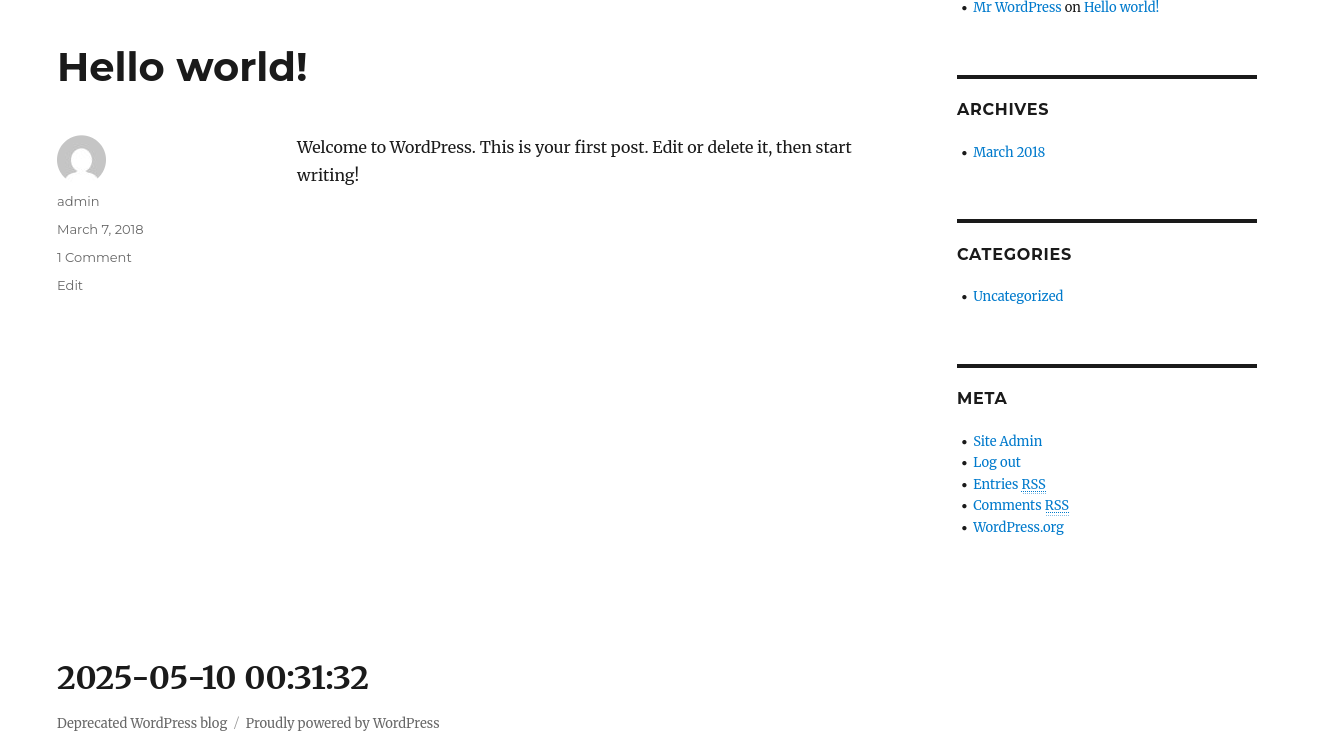 Mr WordPress on Hello world!
Hello world!
admin
March 7, 2018
1 Comment
Edit
Welcome to WordPress. This is your first post. Edit or delete it, then start
writing!
ARCHIVES
March 2018
CATEGORIES
Uncategorized
META
Site Admin
Log out
Entries RSS
Comments RSS
WordPress.org
2025-05-10 00:31:32
Deprecated WordPress blog / Proudly powered by WordPress